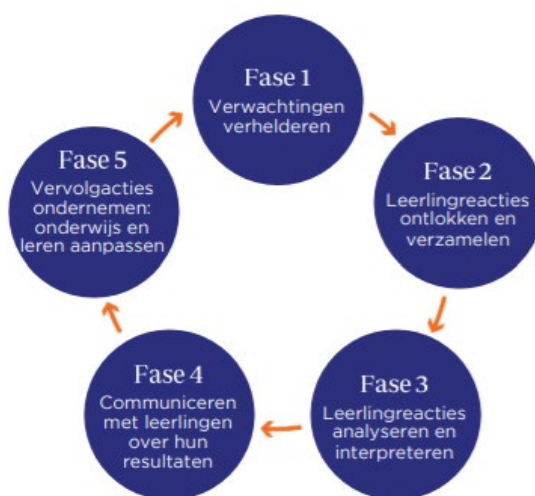 Fase 1
Verwachtingen
verhelderen
Fase 2
Leerlingreacties
ontlokken en
verzamelen
Fase 3
Leerlingreacties
analyseren en
interpreteren
Fase 4
Communiceren
met leerlingen
over hun
resultaten
Fase 5
Vervolgacties
ondernemen:
onderwijs en
leren aanpassen